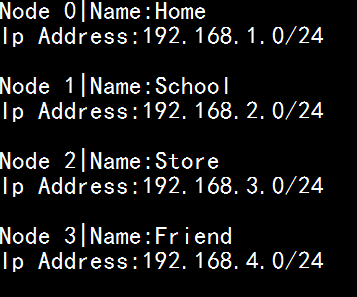 Node 0|Name:Home
Ip Address:192.168.1.0/24
Node 1|Name:School
Ip Address:192.168.2.0/24
Node 2|Name:Store
Ip Address:192.168.3.0/24
Node 3|Name:Friend
Ip Address:192.168.4.0/24